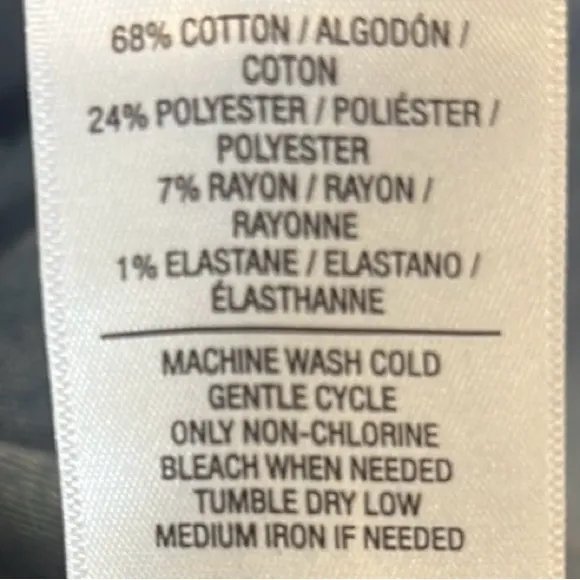 68% COTTON / ALGODÓN /
COTON
24% POLYESTER / POLIÉSTER /
POLYESTER
7% RAYON / RAYON /
RAYONNE
1% ELASTANE / ELASTANO /
ÉLASTHANNE
MACHINE WASH COLD
GENTLE CYCLE
ONLY NON-CHLORINE
BLEACH WHEN NEEDED
TUMBLE DRY LOW
MEDIUM IRON IF NEEDED